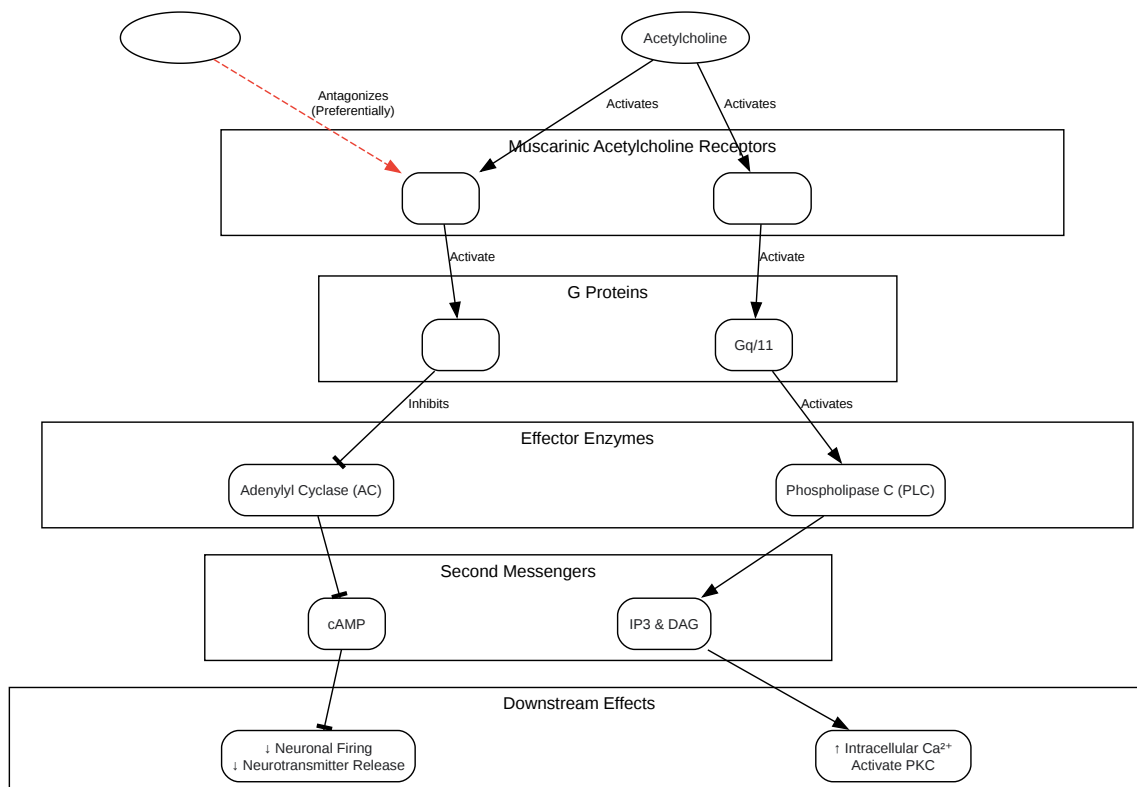 Acetylcholine
Antagonizes
(Preferentially)
Activates
Activates
Muscarinic Acetylcholine Receptors
Activate
Activate
G Proteins
Gq/11
Inhibits
Activates
Effector Enzymes
Adenylyl Cyclase (AC)
Phospholipase C (PLC)
Second Messengers
cAMP
IP3 & DAG
Downstream Effects
↓ Neuronal Firing
↓ Neurotransmitter Release
↑ Intracellular Ca²⁺
Activate PKC